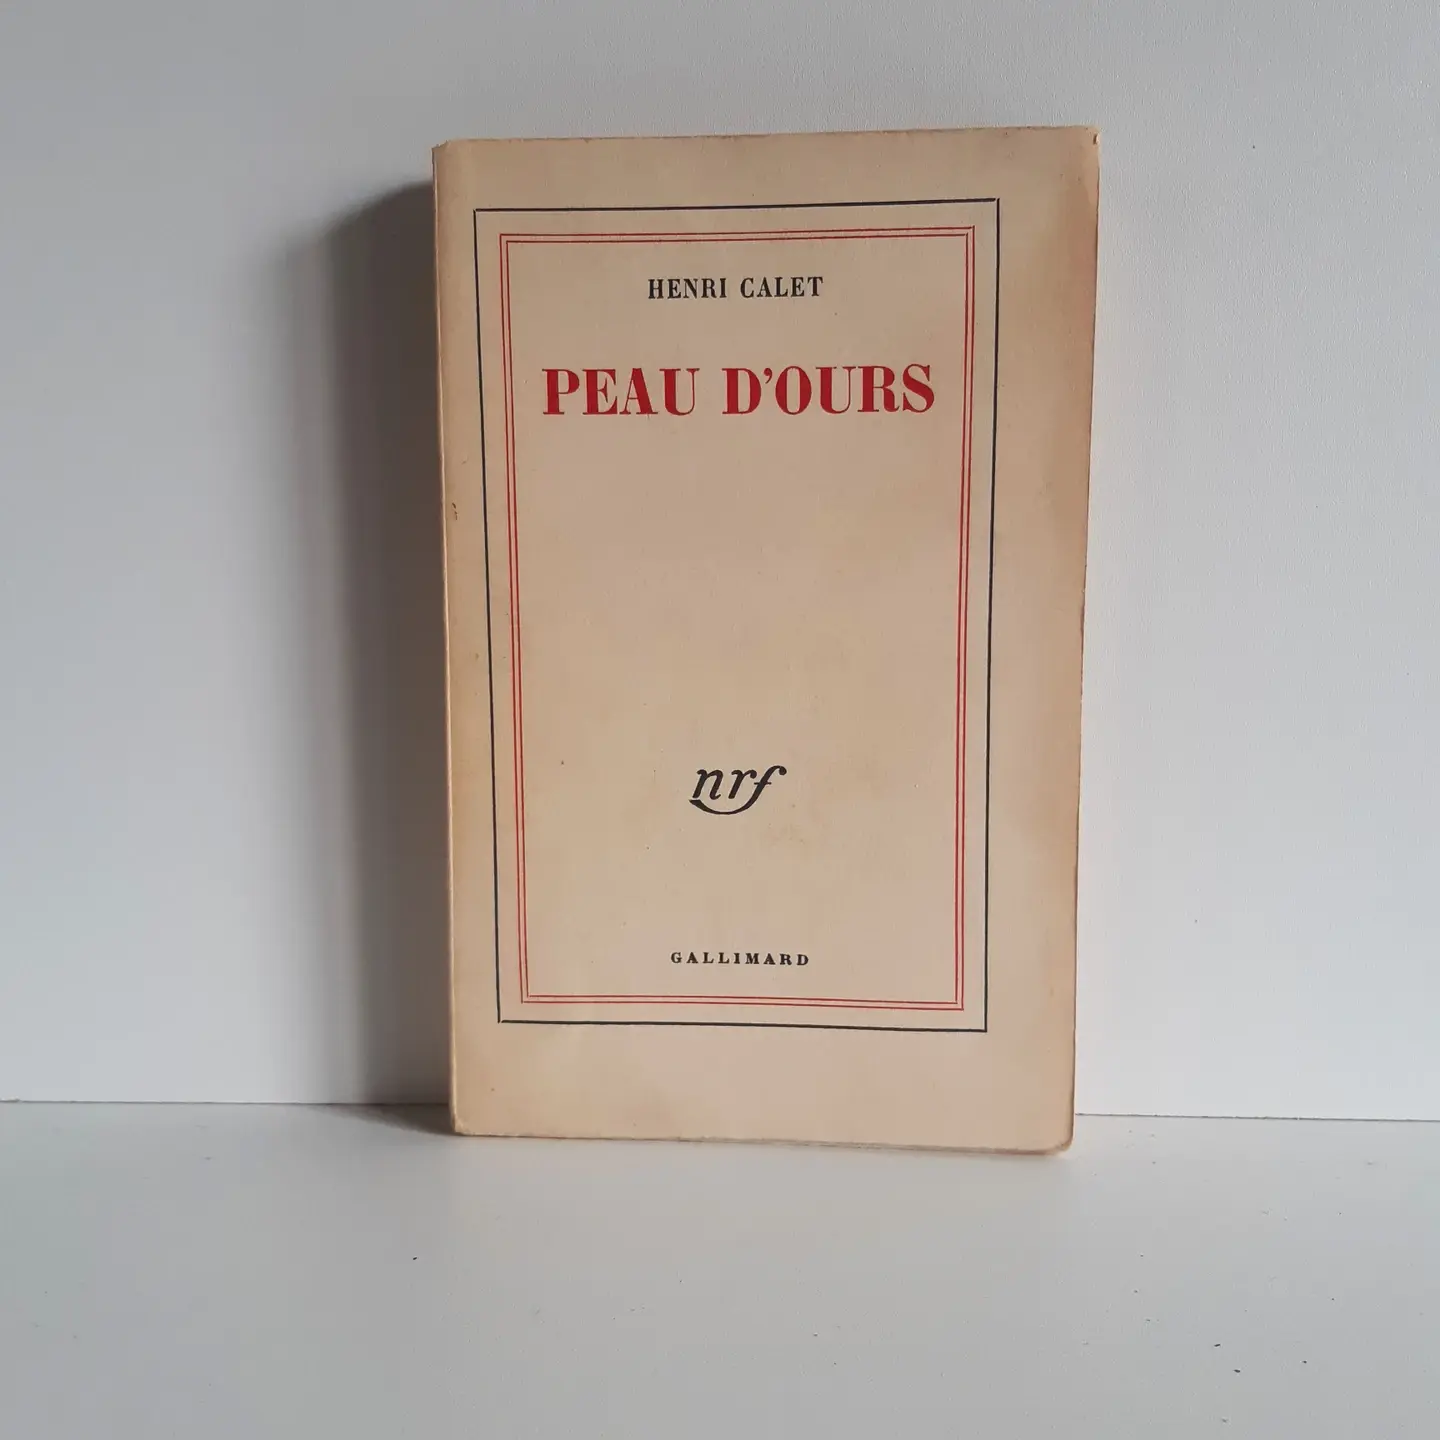 HENRI CALET
PEAU D'OURS
nrf
GALLIMARD